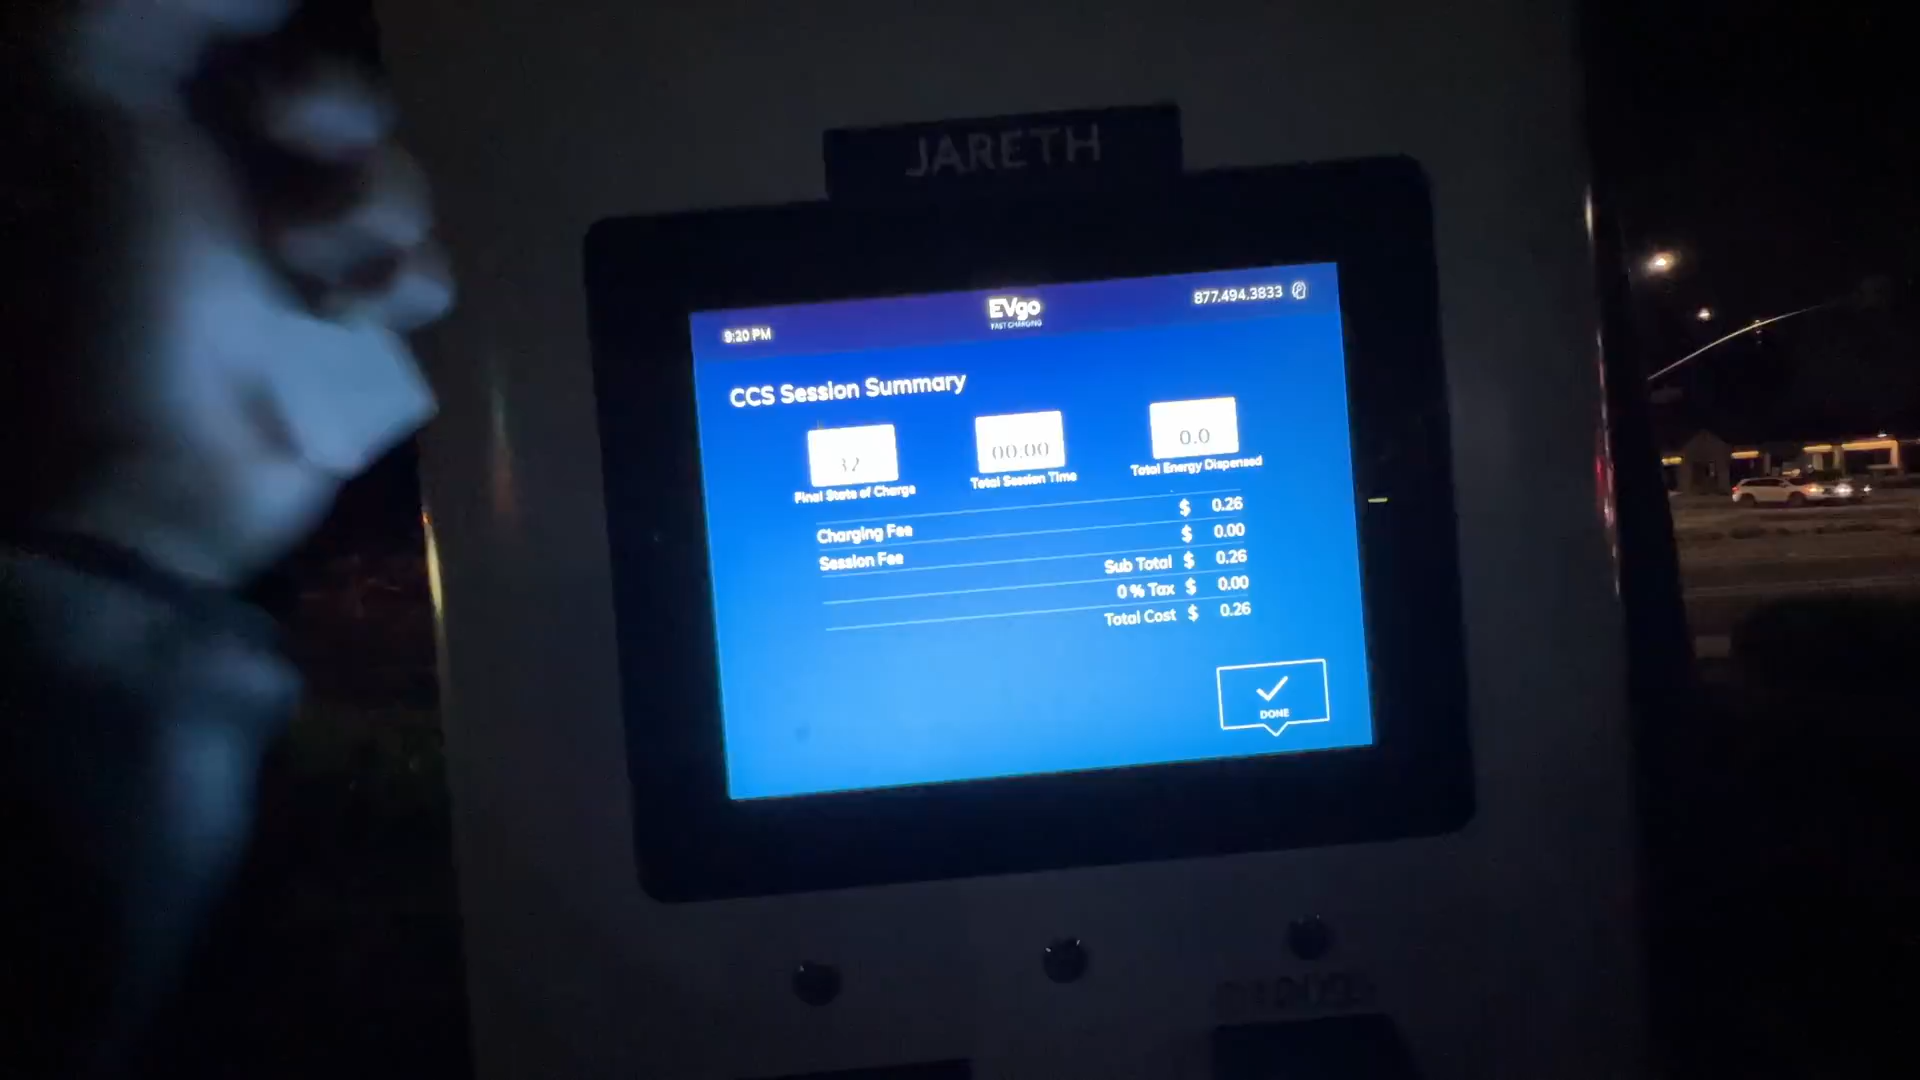 JARETH
9:20 PM
EVgo
FAST CHARGING
877.494.3833
CCS Session Summary
32
Final State of Charge
00.00
Total Session Time
0.0
Total Energy Dispensed
Charging Fee $ 0.26
Session Fee $ 0.00
Sub Total $ 0.26
0 % Tax $ 0.00
Total Cost $ 0.26
DONE